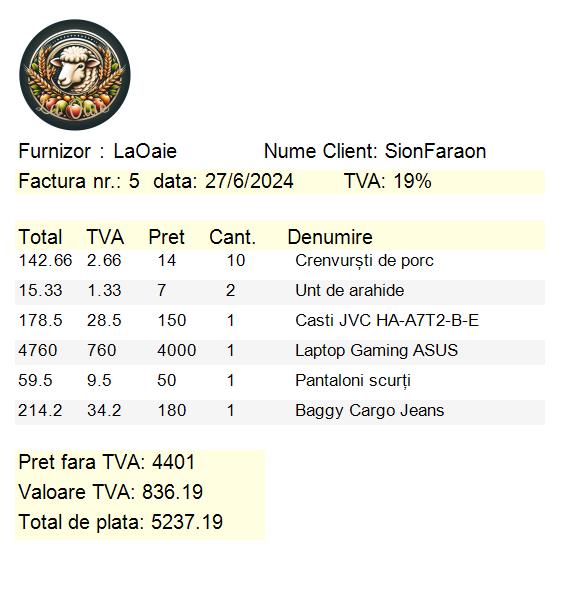 La Oaie
Furnizor : LaOaie Nume Client: SionFaraon
Factura nr.: 5 data: 27/6/2024 TVA: 19%
Total TVA Pret Cant. Denumire
142.66 2.66 14 10 Crenvurști de porc
15.33 1.33 7 2 Unt de arahide
178.5 28.5 150 1 Casti JVC HA-A7T2-B-E
4760 760 4000 1 Laptop Gaming ASUS
59.5 9.5 50 1 Pantaloni scurți
214.2 34.2 180 1 Baggy Cargo Jeans
Pret fara TVA: 4401
Valoare TVA: 836.19
Total de plata: 5237.19